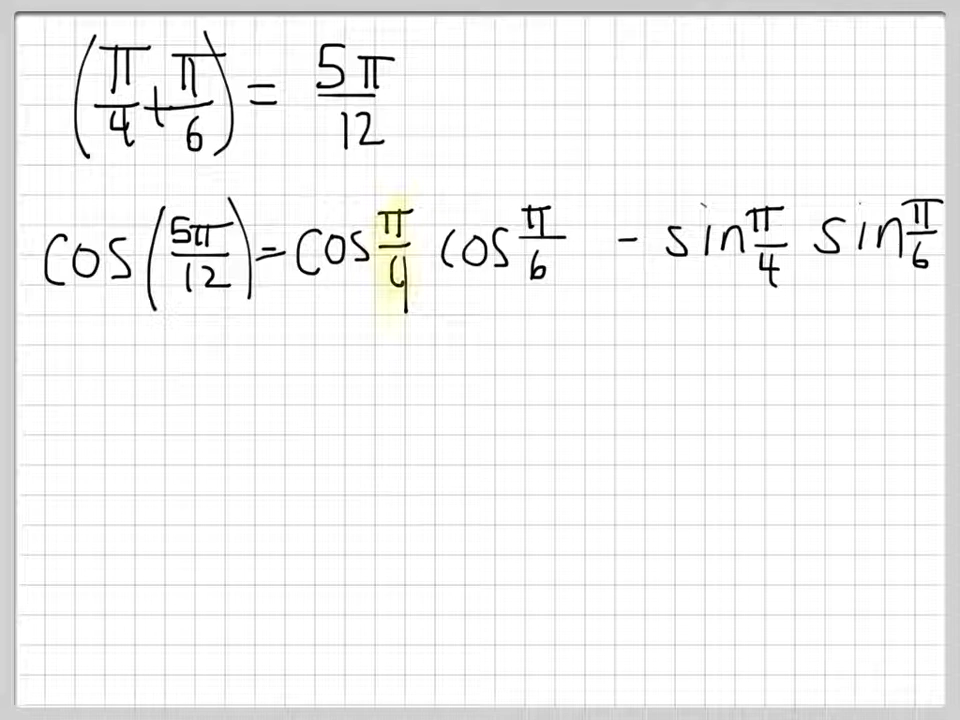 (π/4 + π/6) = 5π/12
cos(5π/12) = cos π/4 cos π/6 - sin π/4 sin π/6